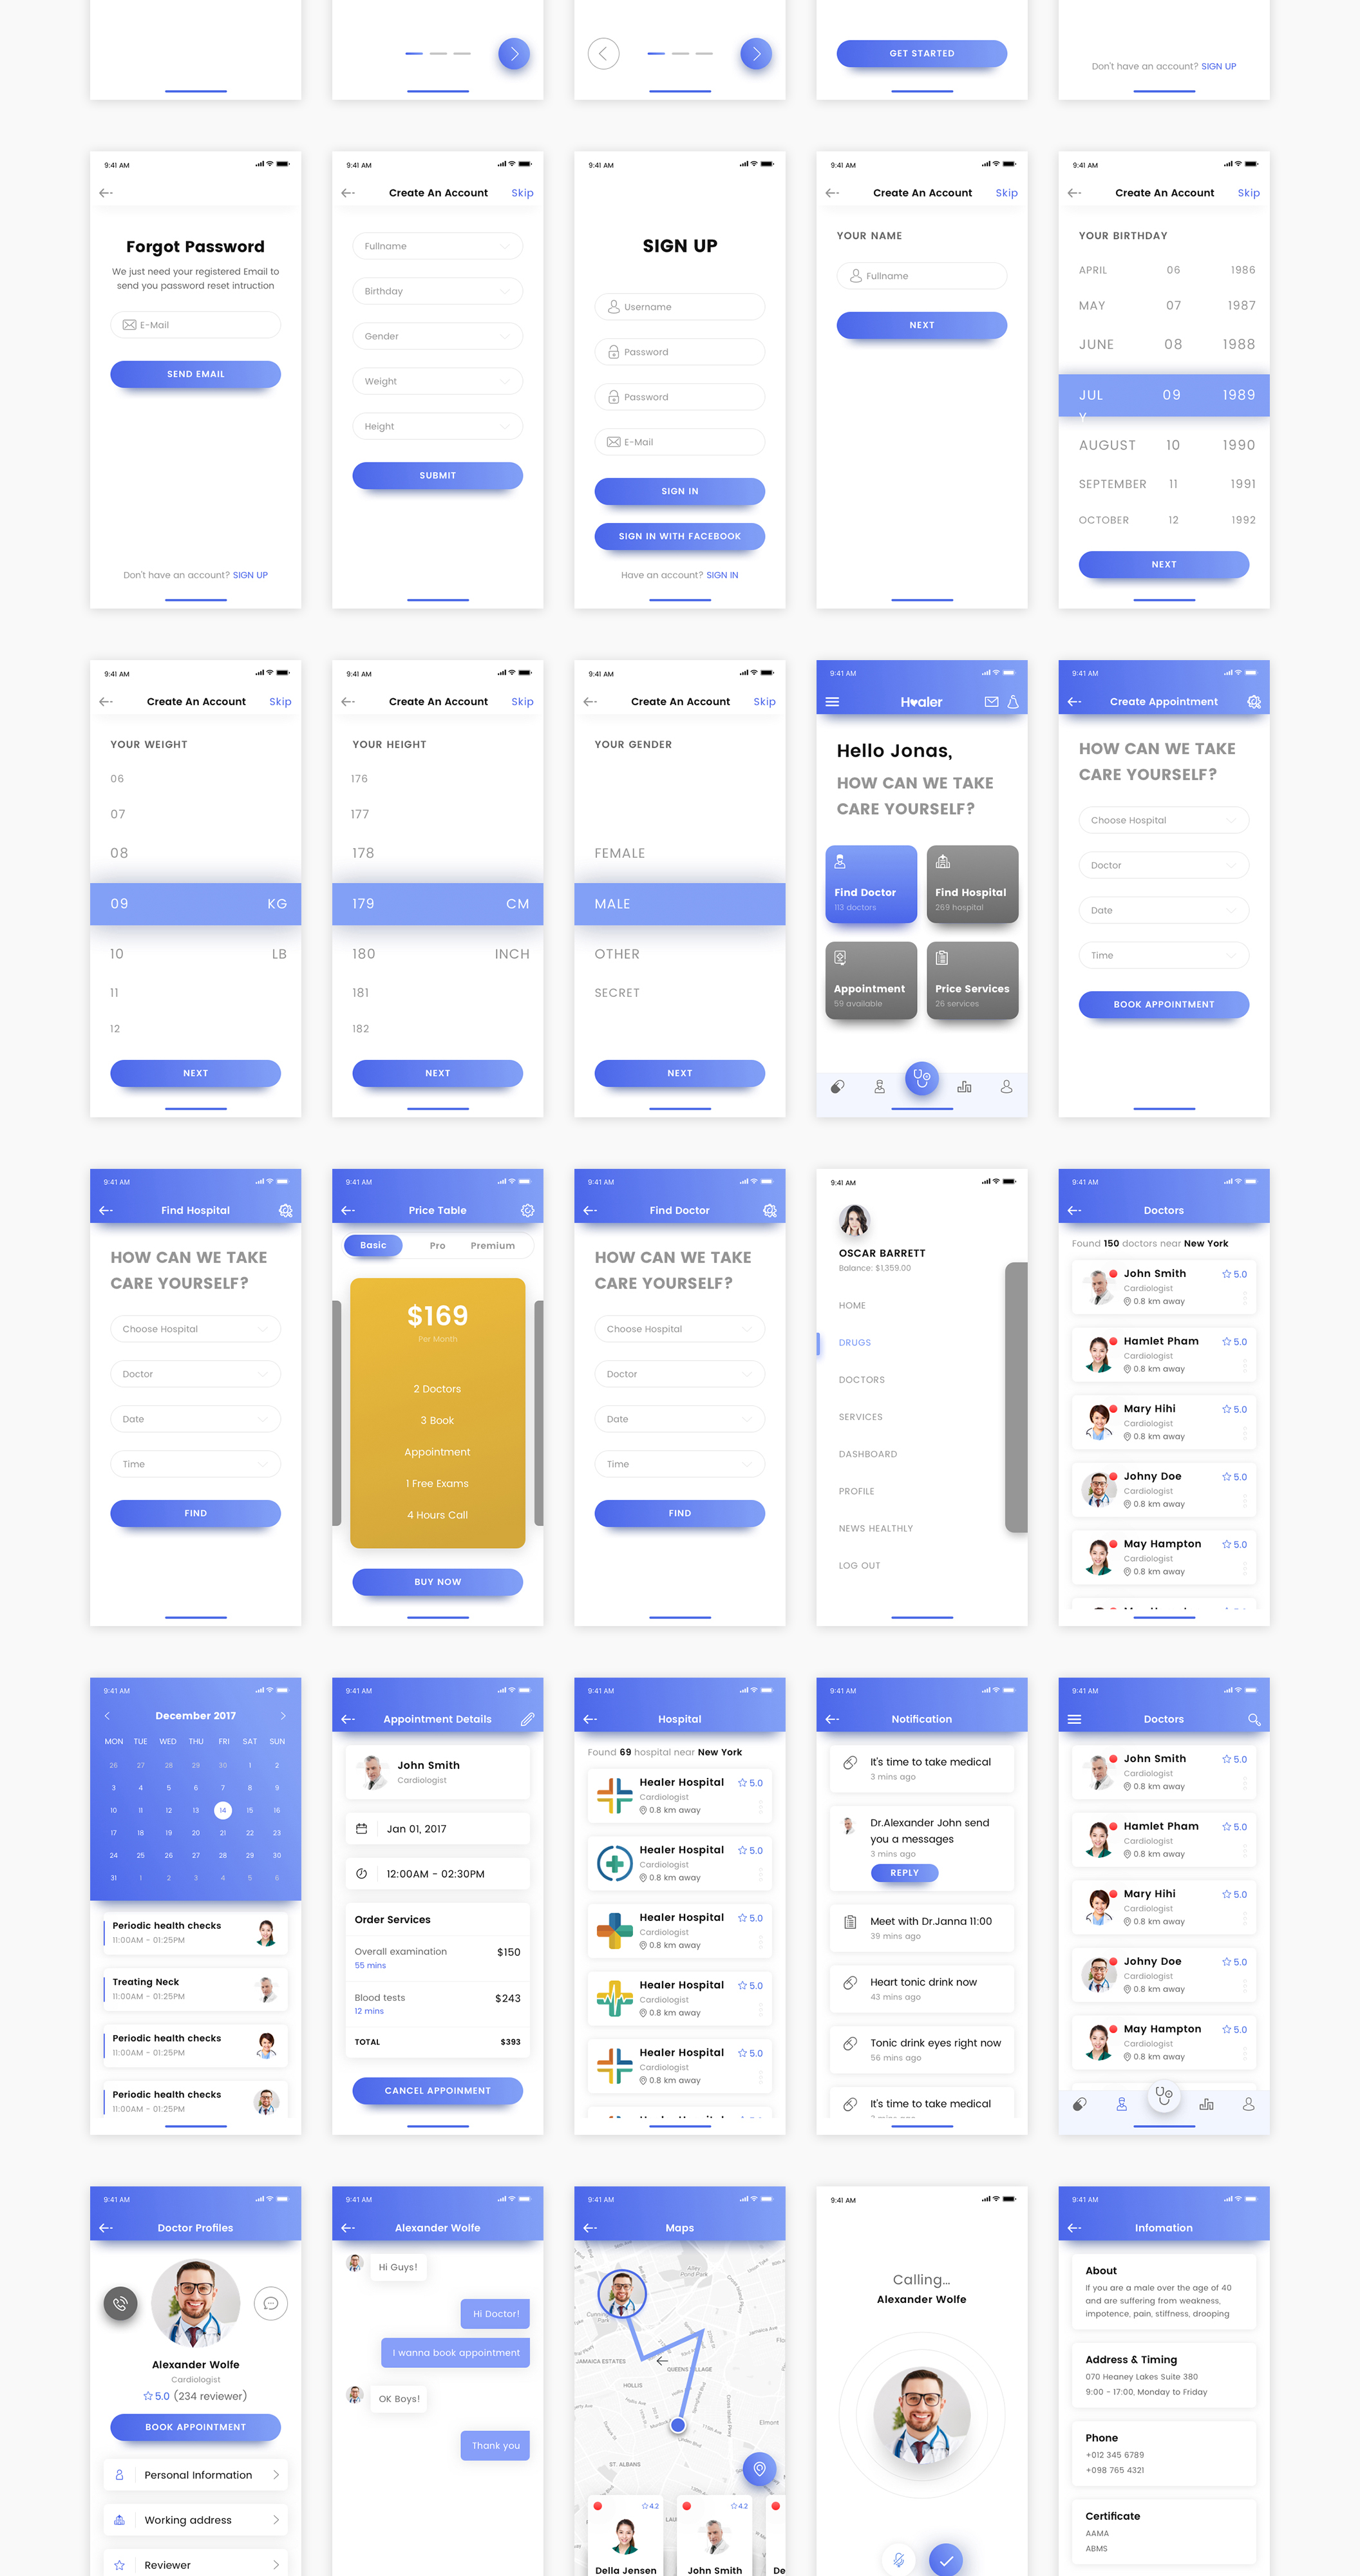 GET STARTED
Don't have an account? SIGN UP
9:41 AM
Forgot Password
We just need your registered Email to
send you password reset intruction
E-Mail
SEND EMAIL
Don't have an account? SIGN UP
9:41 AM
Create An Account
Skip
Fullname
Birthday
Gender
Weight
Height
SUBMIT
9:41 AM
SIGN UP
Username
Password
Password
E-Mail
SIGN IN
SIGN IN WITH FACEBOOK
Have an account? SIGN IN
9:41 AM
Create An Account
Skip
YOUR NAME
Fullname
NEXT
9:41 AM
Create An Account
Skip
YOUR BIRTHDAY
APRIL 06 1986
MAY 07 1987
JUNE 08 1988
JUL 09 1989
Y
AUGUST 10 1990
SEPTEMBER 11 1991
OCTOBER 12 1992
NEXT
9:41 AM
Create An Account
Skip
YOUR WEIGHT
06
07
08
09 KG
10 LB
11
12
NEXT
9:41 AM
Create An Account
Skip
YOUR HEIGHT
176
177
178
179 CM
180 INCH
181
182
NEXT
9:41 AM
Create An Account
Skip
YOUR GENDER
FEMALE
MALE
OTHER
SECRET
NEXT
9:41 AM
H♥aler
Hello Jonas,
HOW CAN WE TAKE
CARE YOURSELF?
Find Doctor
113 doctors
Find Hospital
269 hospital
Appointment
59 available
Price Services
26 services
9:41 AM
Create Appointment
HOW CAN WE TAKE
CARE YOURSELF?
Choose Hospital
Doctor
Date
Time
BOOK APPOINTMENT
9:41 AM
Find Hospital
HOW CAN WE TAKE
CARE YOURSELF?
Choose Hospital
Doctor
Date
Time
FIND
9:41 AM
Price Table
Basic Pro Premium
$169
Per Month
2 Doctors
3 Book
Appointment
1 Free Exams
4 Hours Call
BUY NOW
9:41 AM
Find Doctor
HOW CAN WE TAKE
CARE YOURSELF?
Choose Hospital
Doctor
Date
Time
FIND
9:41 AM
OSCAR BARRETT
Balance: $1,359.00
HOME
DRUGS
DOCTORS
SERVICES
DASHBOARD
PROFILE
NEWS HEALTHLY
LOG OUT
9:41 AM
Doctors
Found 150 doctors near New York
John Smith 5.0
Cardiologist
0.8 km away
Hamlet Pham 5.0
Cardiologist
0.8 km away
Mary Hihi 5.0
Cardiologist
0.8 km away
Johny Doe 5.0
Cardiologist
0.8 km away
May Hampton 5.0
Cardiologist
0.8 km away
9:41 AM
December 2017
MON TUE WED THU FRI SAT SUN
26 27 28 29 30 1 2
3 4 5 6 7 8 9
10 11 12 13 14 15 16
17 18 19 20 21 22 23
24 25 26 27 28 29 30
31 1 2 3 4 5 6
Periodic health checks
11:00AM - 01:25PM
Treating Neck
11:00AM - 01:25PM
Periodic health checks
11:00AM - 01:25PM
Periodic health checks
11:00AM - 01:25PM
9:41 AM
Appointment Details
John Smith
Cardiologist
Jan 01, 2017
12:00AM - 02:30PM
Order Services
Overall examination $150
55 mins
Blood tests $243
12 mins
TOTAL $393
CANCEL APPOINMENT
9:41 AM
Hospital
Found 69 hospital near New York
Healer Hospital 5.0
Cardiologist
0.8 km away
Healer Hospital 5.0
Cardiologist
0.8 km away
Healer Hospital 5.0
Cardiologist
0.8 km away
Healer Hospital 5.0
Cardiologist
0.8 km away
Healer Hospital 5.0
Cardiologist
0.8 km away
9:41 AM
Notification
It's time to take medical
3 mins ago
Dr.Alexander John send
you a messages
3 mins ago
REPLY
Meet with Dr.Janna 11:00
39 mins ago
Heart tonic drink now
43 mins ago
Tonic drink eyes right now
56 mins ago
It's time to take medical
9:41 AM
Doctors
John Smith 5.0
Cardiologist
0.8 km away
Hamlet Pham 5.0
Cardiologist
0.8 km away
Mary Hihi 5.0
Cardiologist
0.8 km away
Johny Doe 5.0
Cardiologist
0.8 km away
May Hampton 5.0
Cardiologist
0.8 km away
9:41 AM
Doctor Profiles
Alexander Wolfe
Cardiologist
5.0 (234 reviewer)
BOOK APPOINTMENT
Personal Information
Working address
Reviewer
9:41 AM
Alexander Wolfe
Hi Guys!
Hi Doctor!
I wanna book appointment
OK Boys!
Thank you
9:41 AM
Maps
Alley
Pond Park
JAMAICA ESTATES
QUEENS VILLAGE
HOLLIS
Elmont
ST. ALBANS
4.2
Della Jensen
4.2
John Smith
De
9:41 AM
Calling...
Alexander Wolfe
9:41 AM
Infomation
About
If you are a male over the age of 40
and are suffering from weakness,
impotence, pain, stiffness, drooping
Address & Timing
070 Heaney Lakes Suite 380
9:00 - 17:00, Monday to Friday
Phone
+012 345 6789
+098 765 4321
Certificate
AAMA
ABMS